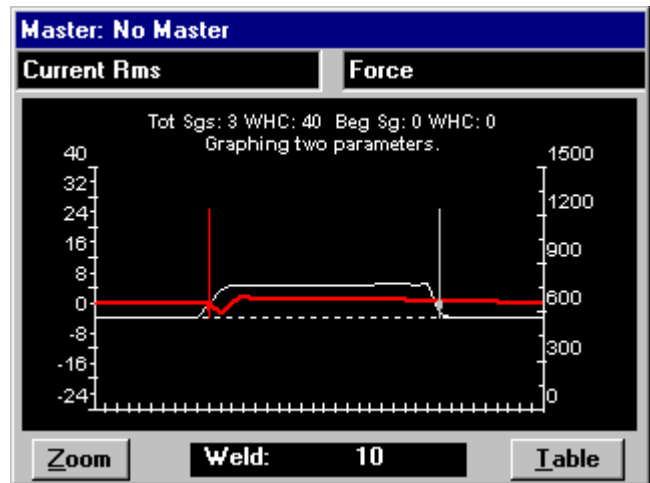 Master: No Master
Current Rms Force
Tot Sgs: 3 WHC: 40 Beg Sg: 0 WHC: 0
Graphing two parameters.
40 1500
32
24 1200
16
900
8
0 600
-8
300
-16
-24 0
Zoom Weld: 10 Table